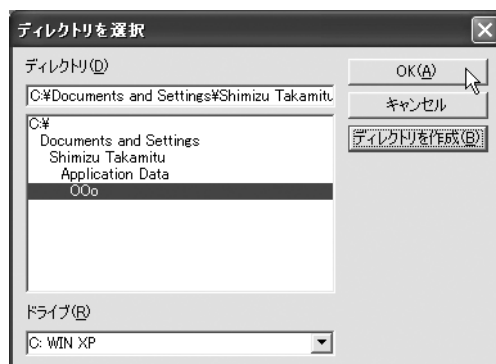 ディレクトリを選択
ディレクトリ(D)
C:¥Documents and Settings¥Shimizu Takamitu
C:¥
Documents and Settings
Shimizu Takamitu
Application Data
OOo
OK(A)
キャンセル
ディレクトリを作成(B)
ドライブ(R)
C: WIN XP